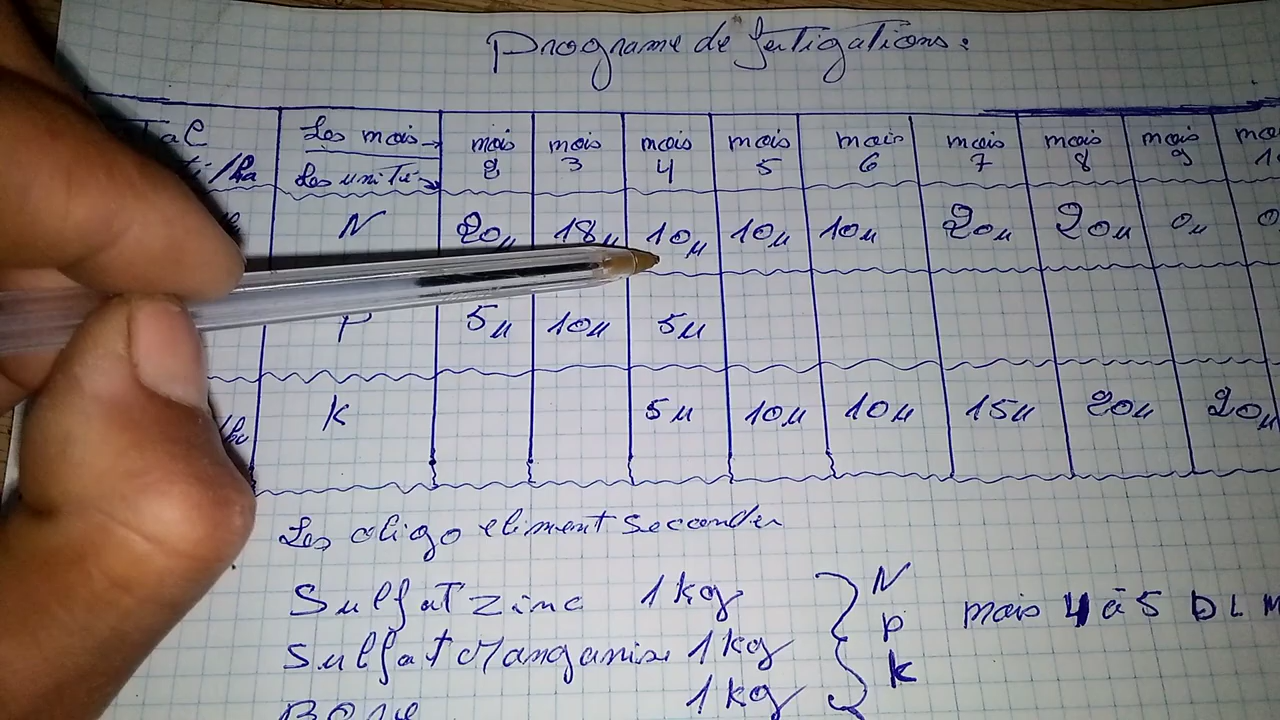 Programe de fertigations:
Les mois mois mois mois mois mois mois mois mois
/ha Les unité 2 3 4 5 6 7 8 9
N 20u 18u 10u 10u 10u 20u 20u 0u
P 5u 10u 5u
K 5u 10u 10u 15u 20u 20u
Les oligo eliment seconder
Sulfat zinc 1kg N
Sulfat Manganise 1kg P mois 4 à 5
1kg K